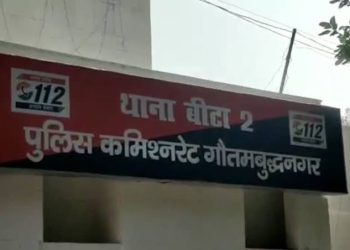 112 थाना बीटा 2 112
पुलिस कमिश्नरेट गौतमबुद्धनगर